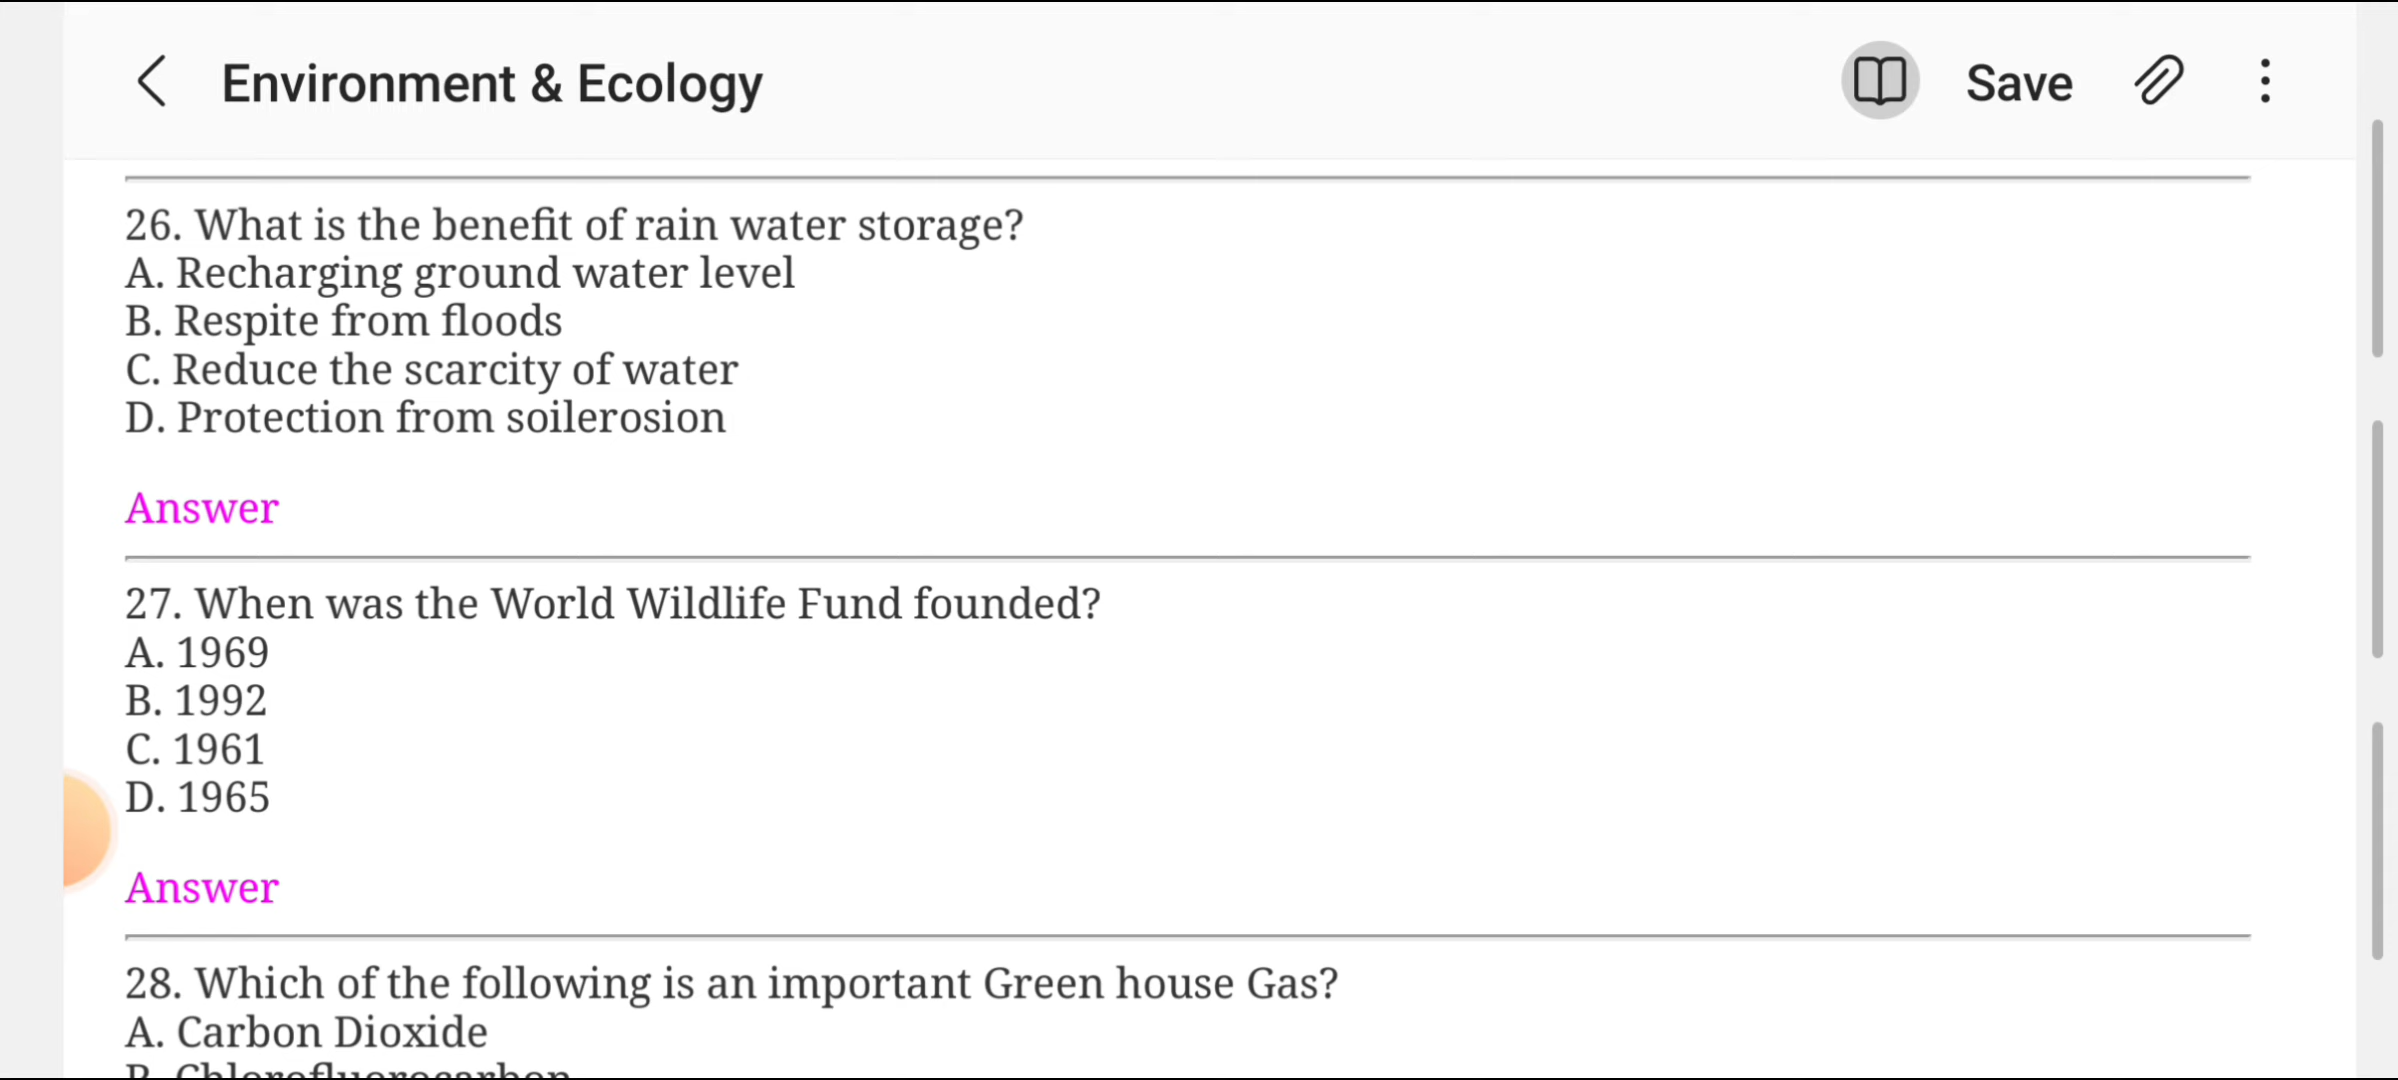 Environment & Ecology
Save
26. What is the benefit of rain water storage?
A. Recharging ground water level
B. Respite from floods
C. Reduce the scarcity of water
D. Protection from soilerosion
Answer
27. When was the World Wildlife Fund founded?
A. 1969
B. 1992
C. 1961
D. 1965
Answer
28. Which of the following is an important Green house Gas?
A. Carbon Dioxide
B. Chlorofluorocarbon